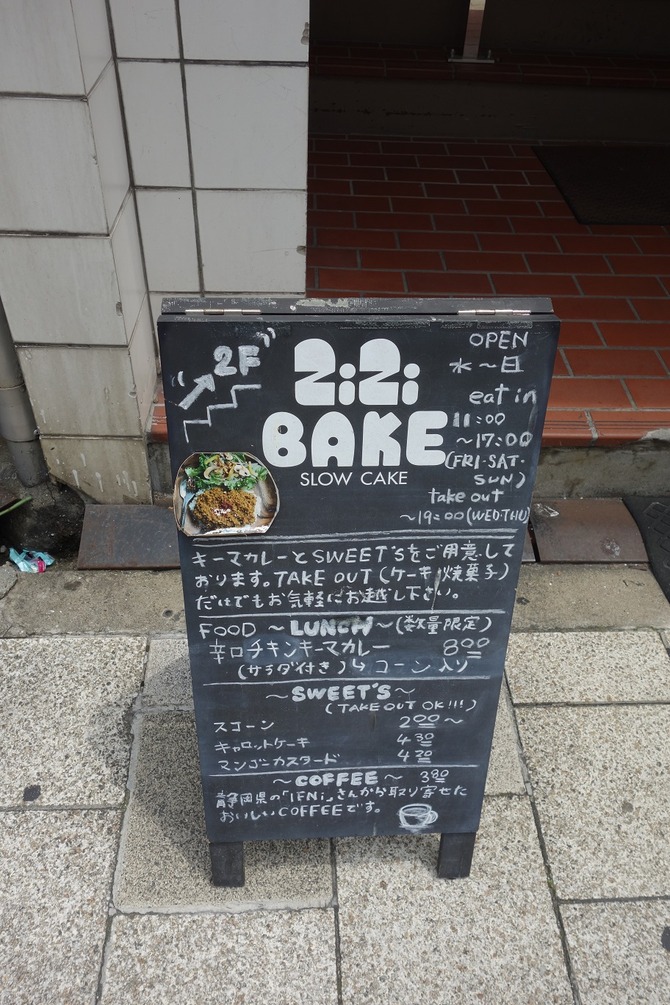 2F
ZiZi
BAKE
SLOW CAKE
OPEN
水～日
eat in
11:00
～17:00
(FRI・SAT・
SUN)
take out
～19:00(WED・THU)
キーマカレーとSWEET'Sをご用意して
おります。TAKE OUT(ケーキ・焼菓子)
だけでもお気軽にお越し下さい。
FOOD ～LUNCH～(数量限定)
辛口チキンキーマカレー 800
(サラダ付き)↳コーン入り
～SWEET'S～
(TAKE OUT OK!!!)
スコーン 200～
キャロットケーキ 430
マンゴーカスタード 420
～COFFEE～ 390
静岡県の「IFNi」さんから取り寄せた
おいしいCOFFEEです。